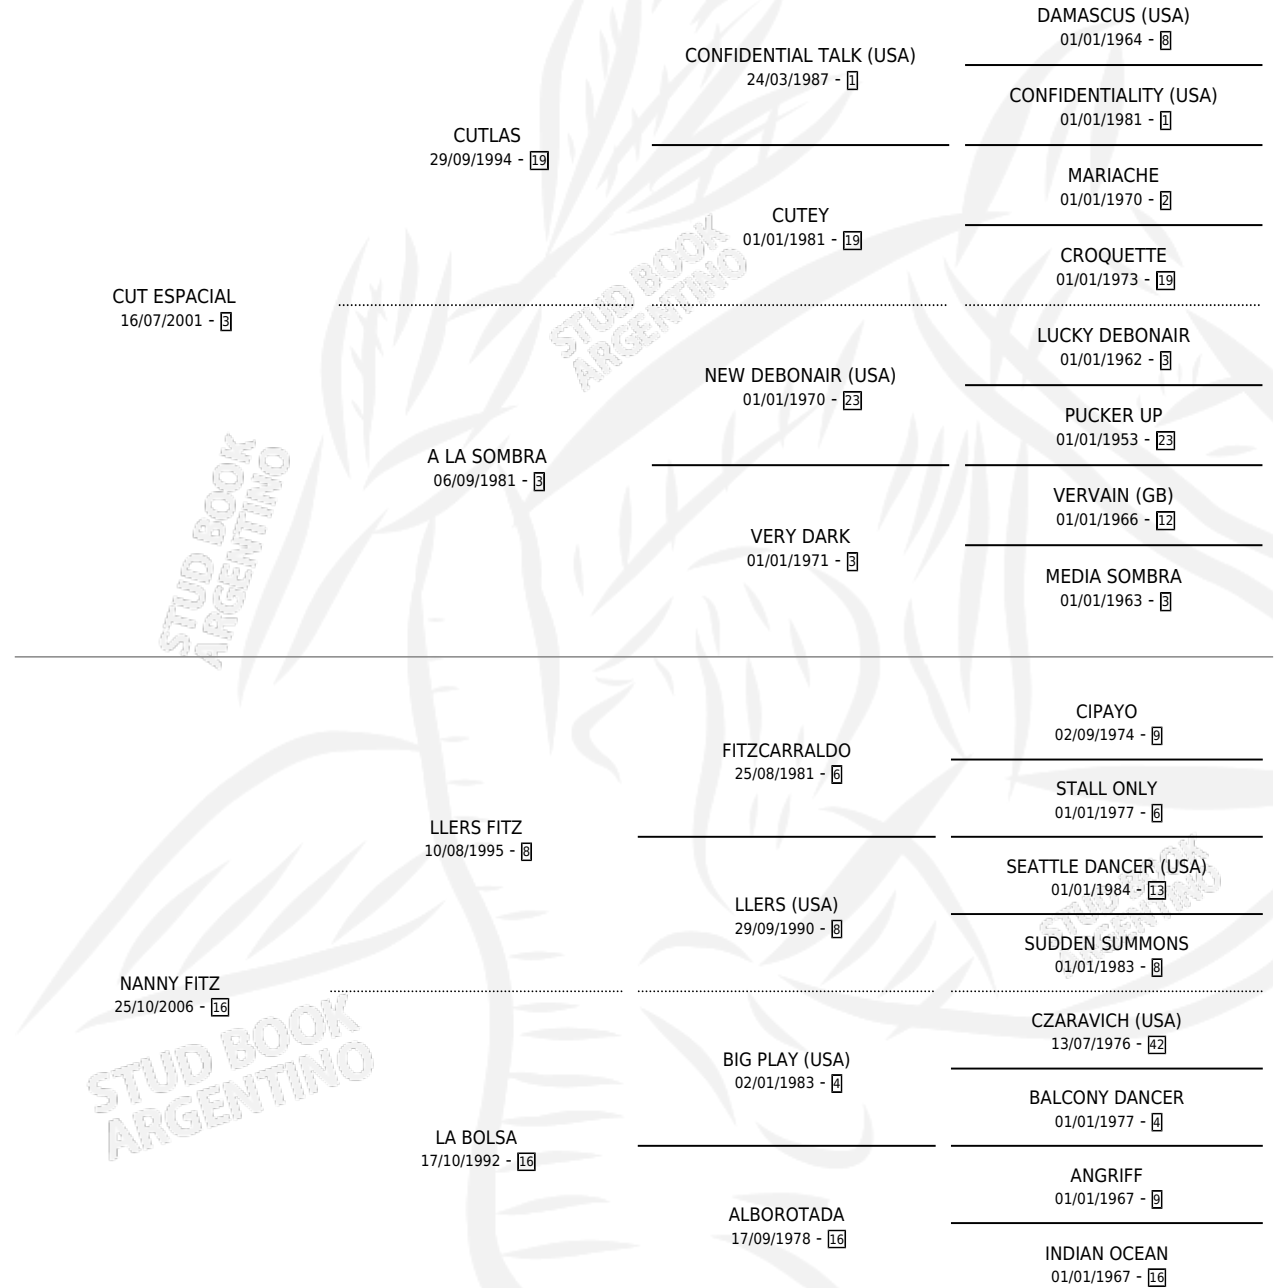 DAMASCUS (USA)
01/01/1964 - 8
CONFIDENTIAL TALK (USA)
24/03/1987 - 1
CONFIDENTIALITY (USA)
01/01/1981 - 1
CUTLAS
29/09/1994 - 19
MARIACHE
01/01/1970 - 2
CUTEY
01/01/1981 - 19
CROQUETTE
01/01/1973 - 19
CUT ESPACIAL
16/07/2001 - 3
STUD BOOK
ARGENTINO
LUCKY DEBONAIR
01/01/1962 - 3
NEW DEBONAIR (USA)
01/01/1970 - 23
PUCKER UP
01/01/1953 - 23
A LA SOMBRA
06/09/1981 - 3
VERVAIN (GB)
01/01/1966 - 12
VERY DARK
01/01/1971 - 3
MEDIA SOMBRA
01/01/1963 - 3
STUD BOOK
ARGENTINO
CIPAYO
02/09/1974 - 9
FITZCARRALDO
25/08/1981 - 6
STALL ONLY
01/01/1977 - 6
LLERS FITZ
10/08/1995 - 8
SEATTLE DANCER (USA)
01/01/1984 - 13
LLERS (USA)
29/09/1990 - 8
STUD BOOK
ARGENTINO
SUDDEN SUMMONS
01/01/1983 - 8
NANNY FITZ
25/10/2006 - 16
STUD BOOK
ARGENTINO
CZARAVICH (USA)
13/07/1976 - 42
BIG PLAY (USA)
02/01/1983 - 4
BALCONY DANCER
01/01/1977 - 4
LA BOLSA
17/10/1992 - 16
ANGRIFF
01/01/1967 - 9
ALBOROTADA
17/09/1978 - 16
INDIAN OCEAN
01/01/1967 - 16